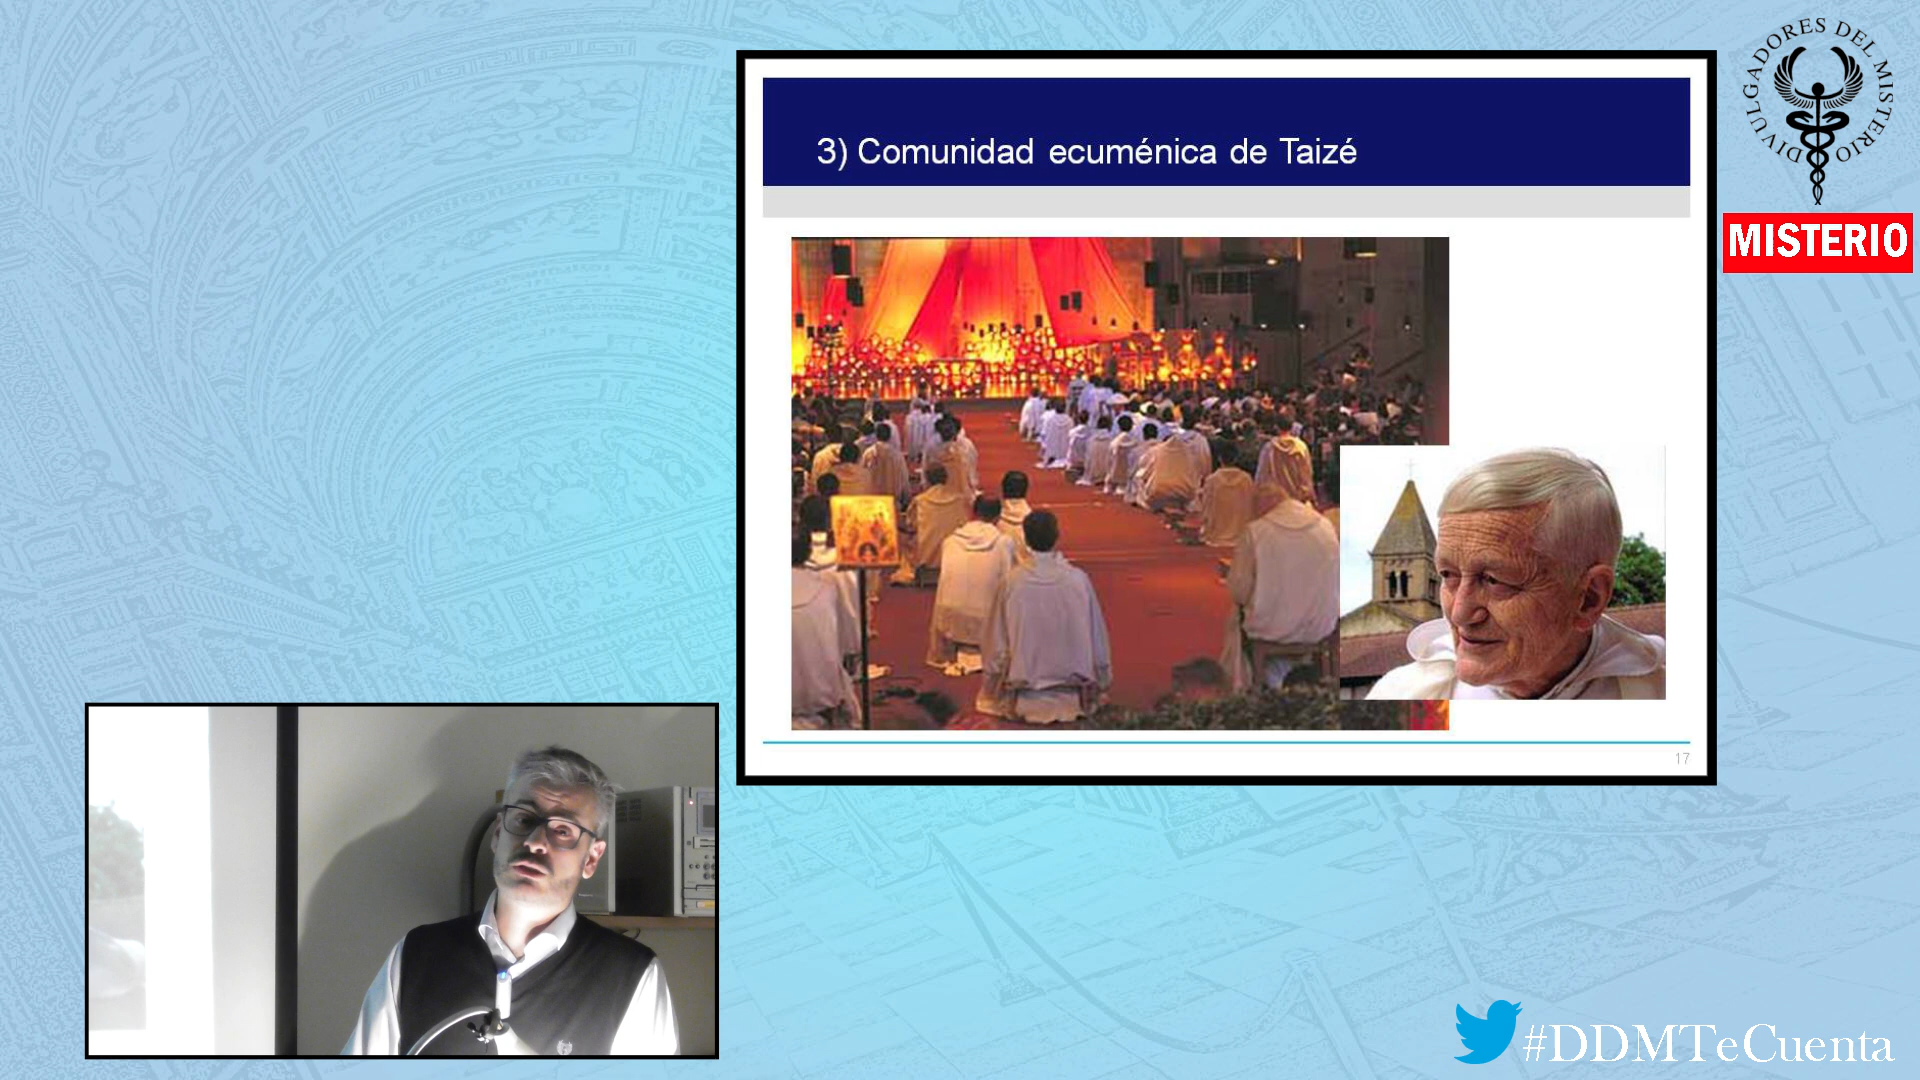 3) Comunidad ecuménica de Taizé
17
DIVULGADORES DEL MISTERIO
MISTERIO
#DDMTeCuenta